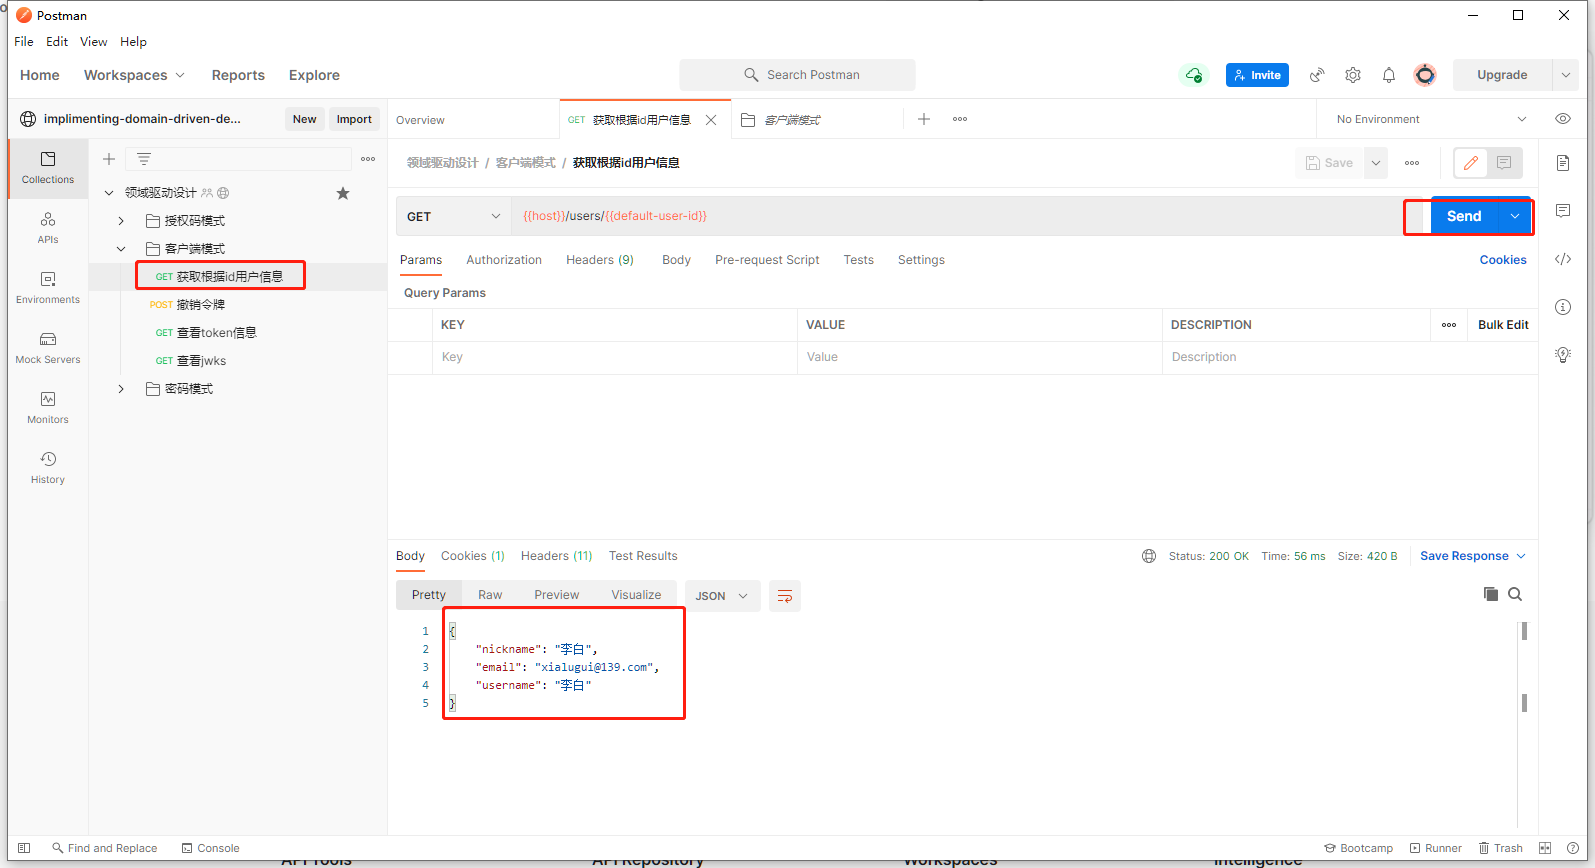 Postman
File Edit View Help
Home Workspaces Reports Explore
Search Postman
Invite
Upgrade
implimenting-domain-driven-de...
New Import
Overview
GET 获取根据id用户信息
客户端模式
No Environment
Collections
APIs
Environments
Mock Servers
Monitors
History
领域驱动设计
授权码模式
客户端模式
GET 获取根据id用户信息
POST 撤销令牌
GET 查看token信息
GET 查看jwks
密码模式
领域驱动设计 / 客户端模式 / 获取根据id用户信息
Save
GET
{{host}}/users/{{default-user-id}}
Send
Params Authorization Headers (9) Body Pre-request Script Tests Settings
Cookies
Query Params
KEY VALUE DESCRIPTION
Bulk Edit
Key Value Description
Body Cookies (1) Headers (11) Test Results
Status: 200 OK Time: 56 ms Size: 420 B
Save Response
Pretty Raw Preview Visualize JSON
1 {
2 "nickname": "李白",
3 "email": "xialugui@139.com",
4 "username": "李白"
5 }
Find and Replace Console
Bootcamp Runner Trash
API Tools API Repository Workspaces Intelligence